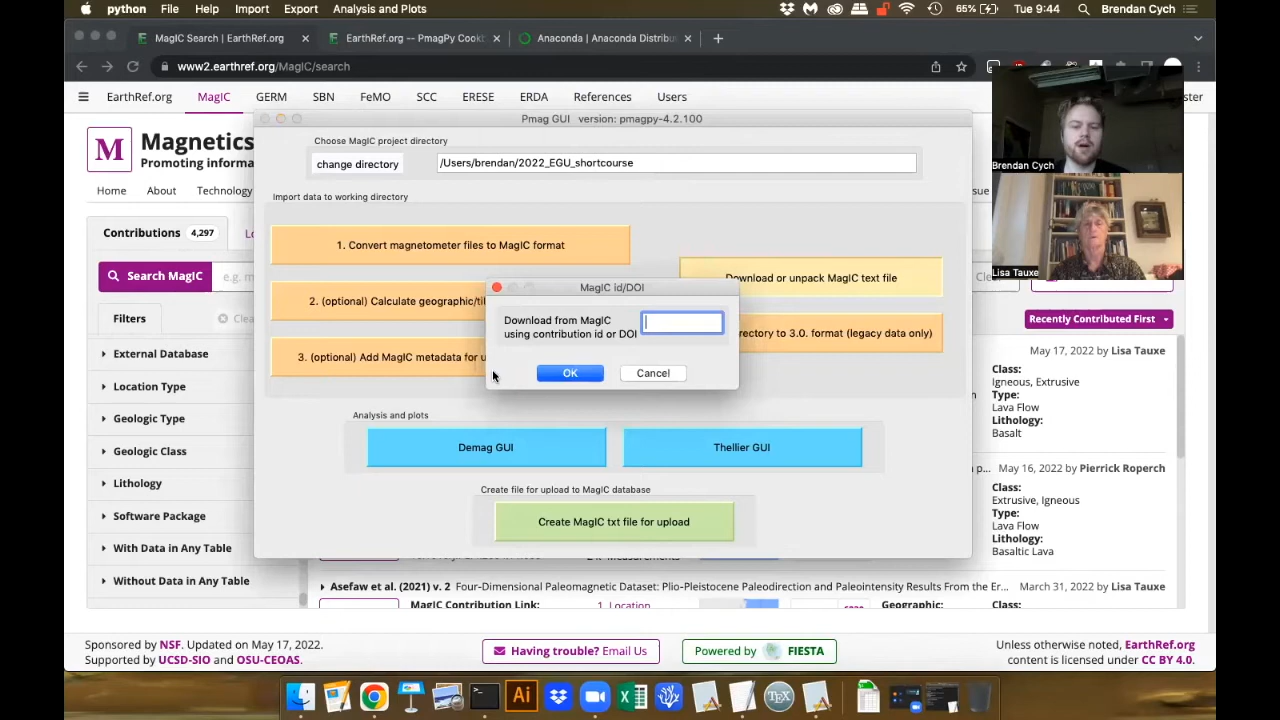 python File Help Import Export Analysis and Plots 65% Tue 9:44 Brendan Cych
MagIC Search | EarthRef.org × EarthRef.org -- PmagPy Cookb × Anaconda | Anaconda Distribu × +
www2.earthref.org/MagIC/search
EarthRef.org MagIC GERM SBN FeMO SCC ERESE ERDA References Users
Pmag GUI version: pmagpy-4.2.100
Choose MagIC project directory
change directory /Users/brendan/2022_EGU_shortcourse
Brendan Cych
M Magnetics
Promoting informa
Home About Technology
Import data to working directory
Contributions 4,297
1. Convert magnetometer files to MagIC format
Lisa Tauxe
Search MagIC e.g.
Download or unpack MagIC text file
MagIC id/DOI
2. (optional) Calculate geographic/til
Download from MagIC
using contribution id or DOI
irectory to 3.0. format (legacy data only)
Filters
Recently Contributed First
3. (optional) Add MagIC metadata for u
OK Cancel
External Database
Location Type
Geologic Type
Geologic Class
Lithology
Software Package
With Data in Any Table
Without Data in Any Table
May 17, 2022 by Lisa Tauxe
Class:
Igneous, Extrusive
Type:
Lava Flow
Lithology:
Basalt
Analysis and plots
Demag GUI Thellier GUI
Create file for upload to MagIC database
Create MagIC txt file for upload
May 16, 2022 by Pierrick Roperch
Class:
Extrusive, Igneous
Type:
Lava Flow
Lithology:
Basaltic Lava
Asefaw et al. (2021) v. 2 Four-Dimensional Paleomagnetic Dataset: Plio-Pleistocene Paleodirection and Paleointensity Results From the Er... March 31, 2022 by Lisa Tauxe
MagIC Contribution Link: 1 Location Geographic: Class:
Sponsored by NSF. Updated on May 17, 2022.
Supported by UCSD-SIO and OSU-CEOAS.
Having trouble? Email Us
Powered by FIESTA
Unless otherwise noted, EarthRef.org
content is licensed under CC BY 4.0.
Ai
TEX